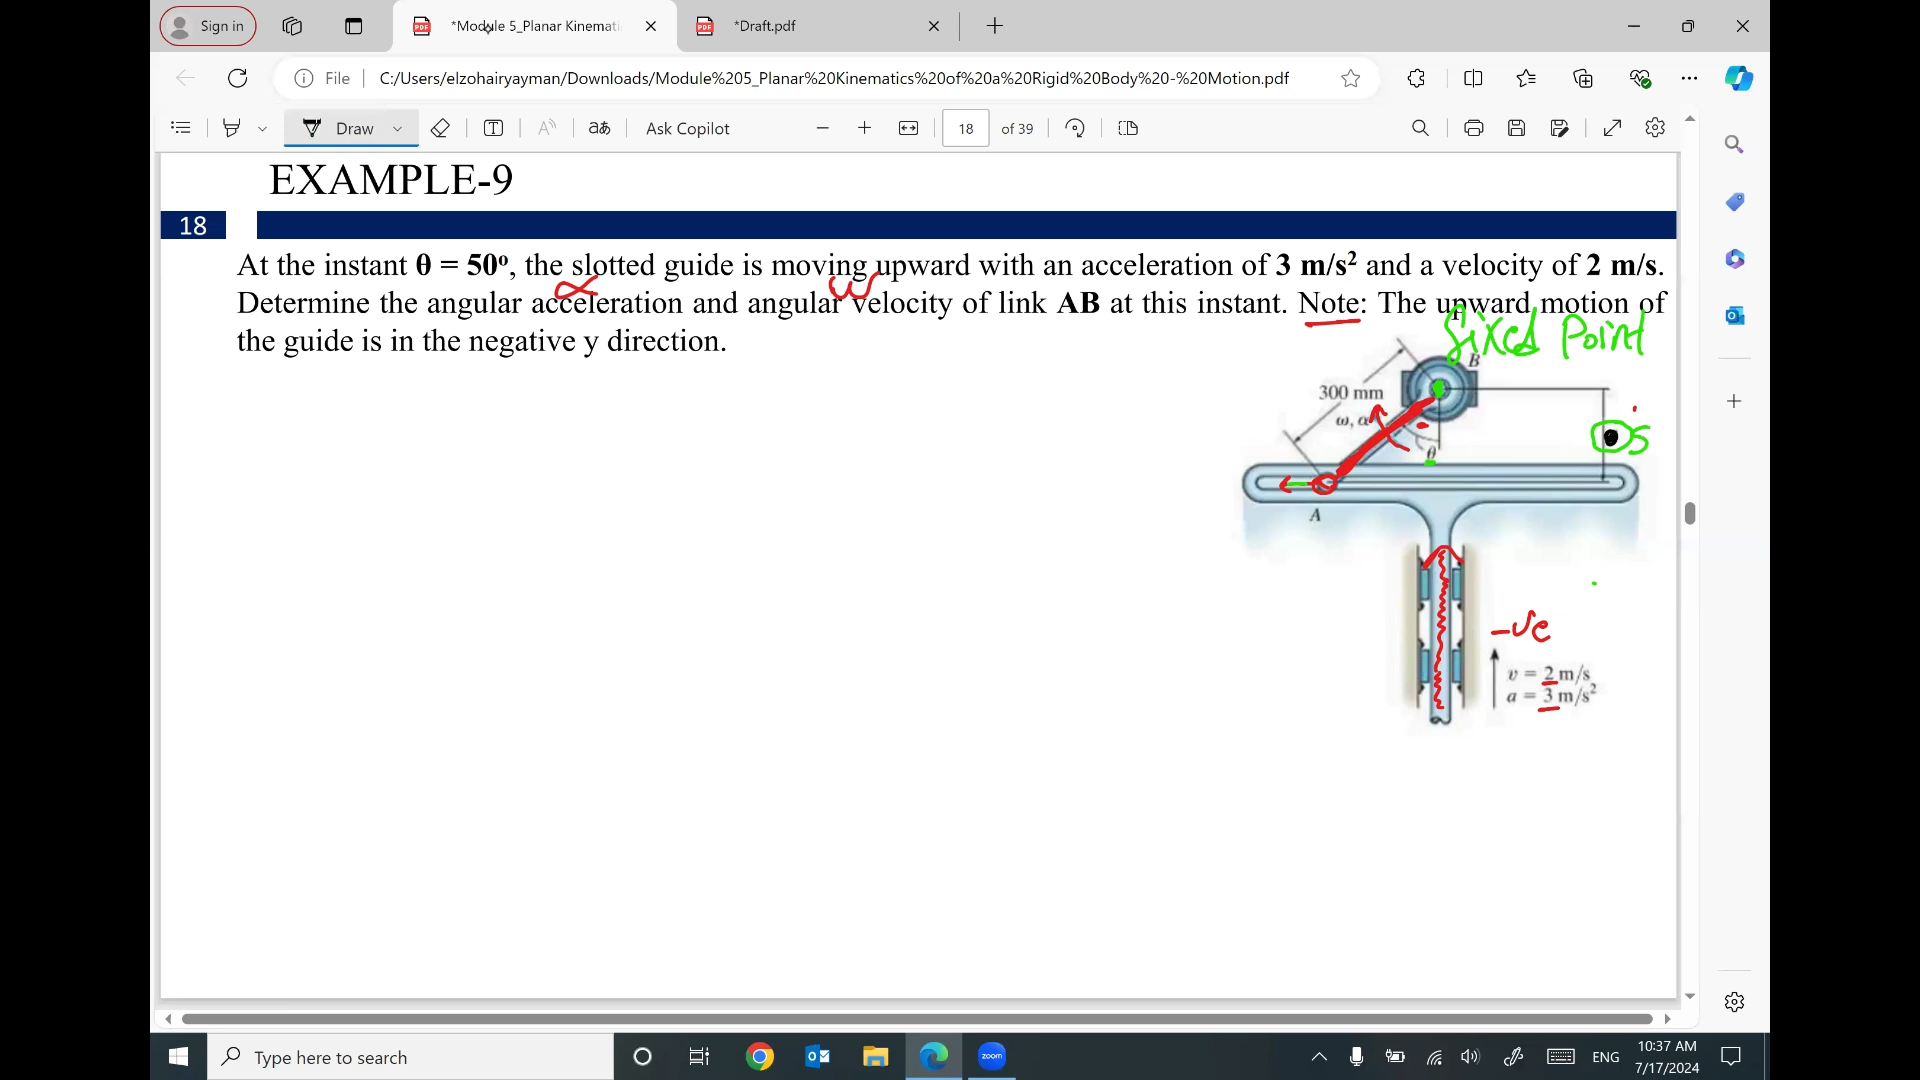 Sign in
*Module 5_Planar Kinemati
*Draft.pdf
File
C:/Users/elzohairyayman/Downloads/Module%205_Planar%20Kinematics%20of%20a%20Rigid%20Body%20-%20Motion.pdf
Draw
Ask Copilot
18 of 39
EXAMPLE-9
18
At the instant θ = 50º, the slotted guide is moving upward with an acceleration of 3 m/s² and a velocity of 2 m/s.
∝ ω
Determine the angular acceleration and angular velocity of link AB at this instant. Note: The upward motion of
the guide is in the negative y direction.
fixed Point
B
300 mm
ω, α
θ
S
A
-ve
v = 2 m/s
a = 3 m/s²
Type here to search
zoom
ENG
10:37 AM
7/17/2024